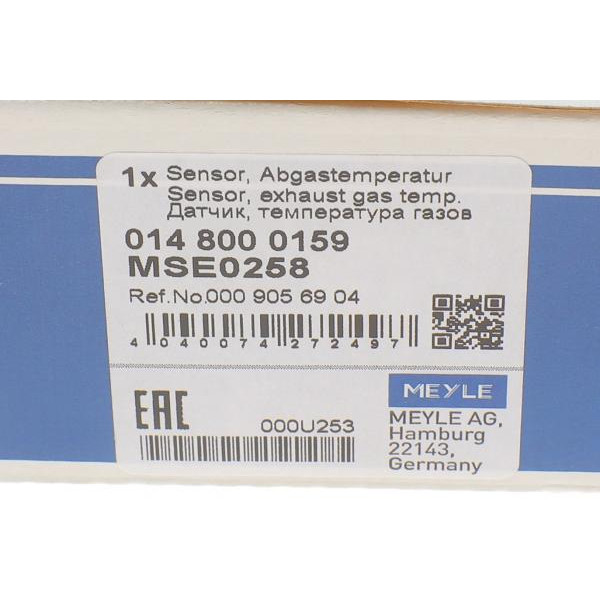 1x Sensor, Abgastemperatur
Sensor, exhaust gas temp.
Датчик, температура газов
014 800 0159
MSE0258
Ref.No.000 905 69 04
4 040074 272497
EAC
000U253
MEYLE
MEYLE AG,
Hamburg
22143,
Germany